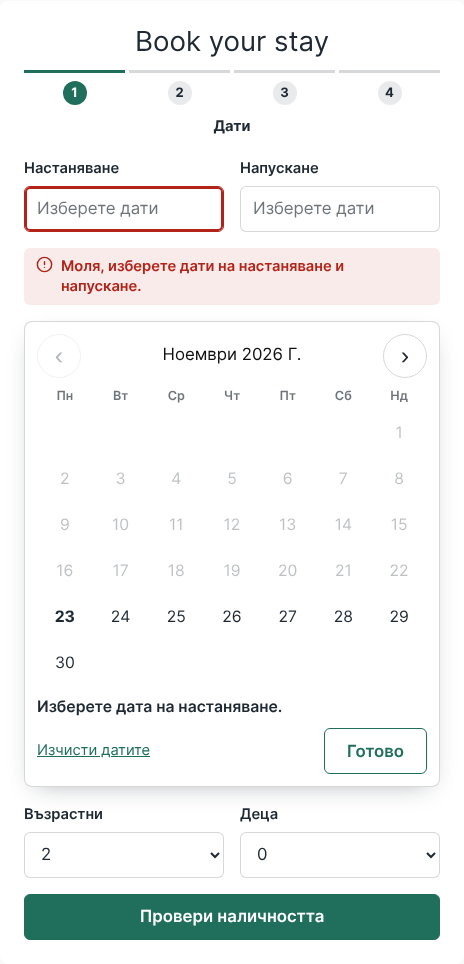 Book your stay
1 2 3 4
Дати
Настаняване Напускане
Изберете дати Изберете дати
Моля, изберете дати на настаняване и
напускане.
‹ Ноември 2026 Г. ›
Пн Вт Ср Чт Пт Сб Нд
1
2 3 4 5 6 7 8
9 10 11 12 13 14 15
16 17 18 19 20 21 22
23 24 25 26 27 28 29
30
Изберете дата на настаняване.
Изчисти датите Готово
Възрастни Деца
2 0
Провери наличността